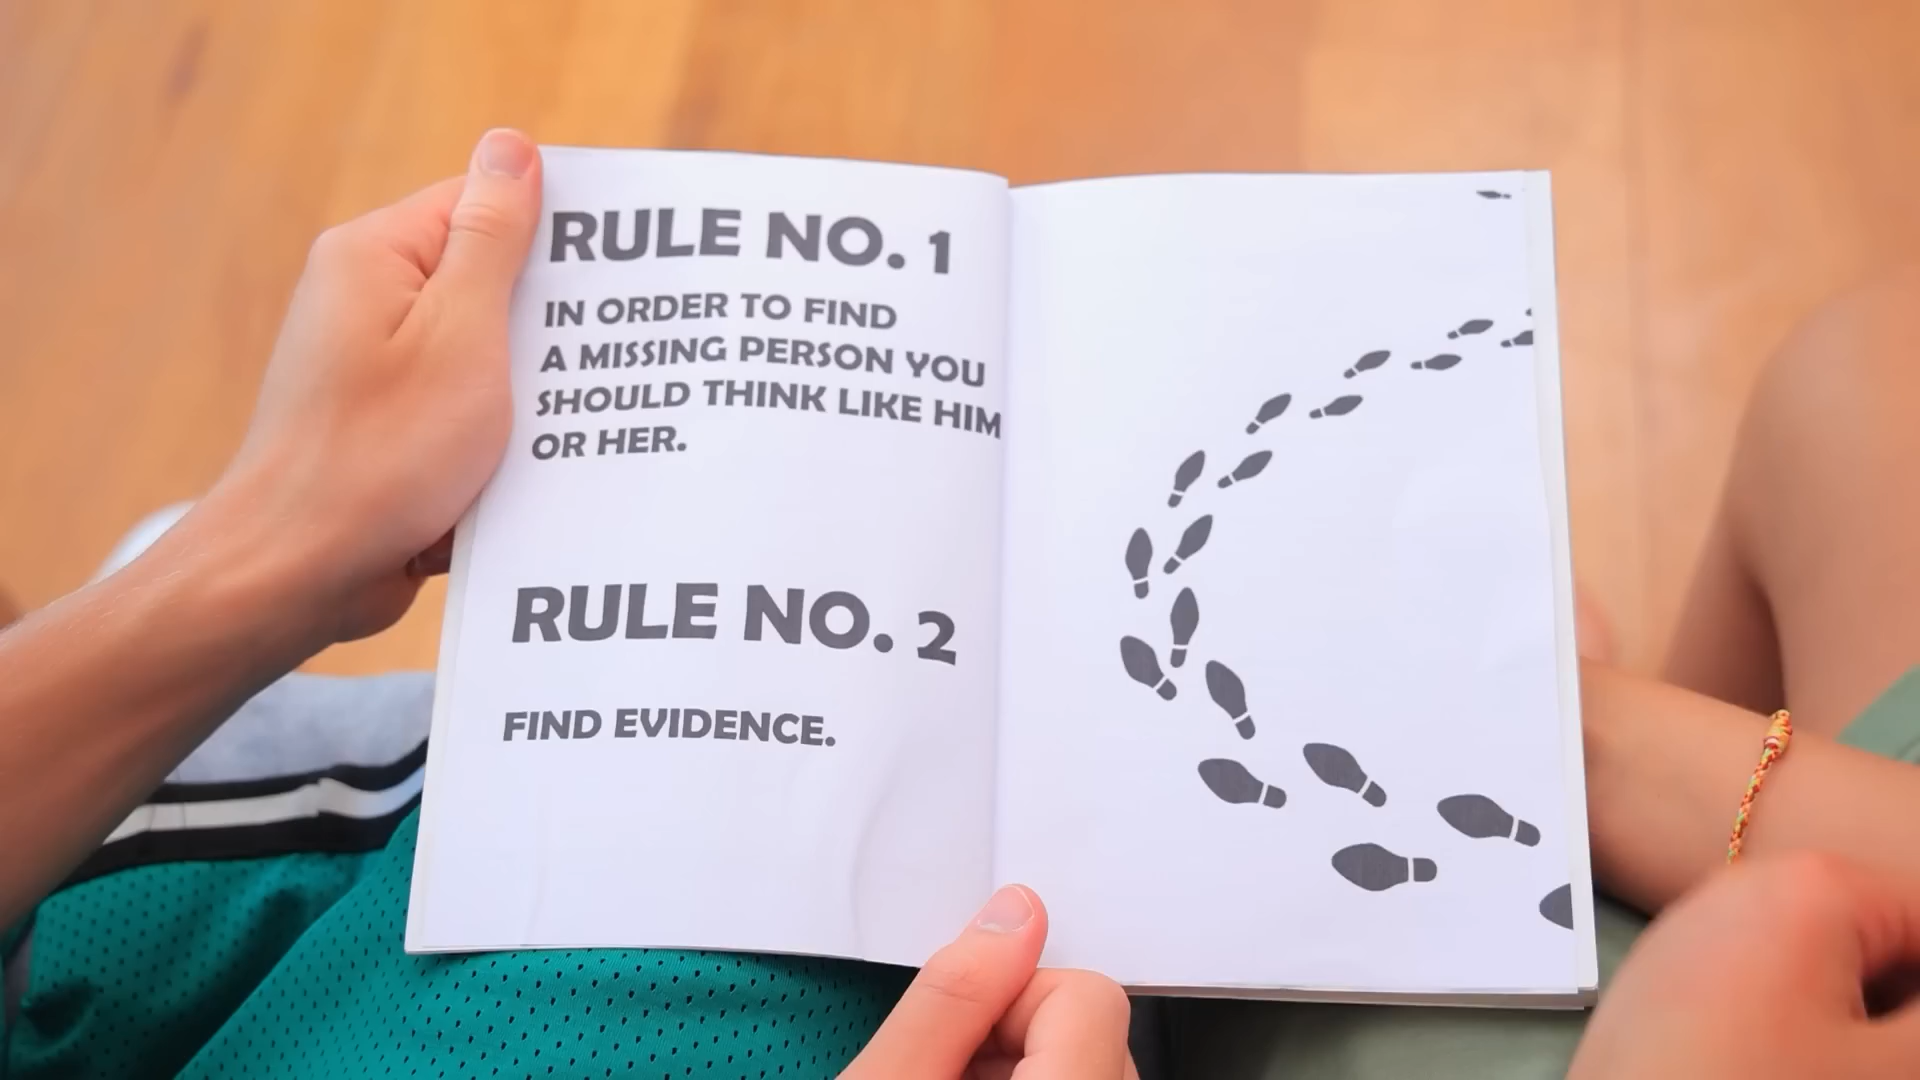 RULE NO. 1
IN ORDER TO FIND
A MISSING PERSON YOU
SHOULD THINK LIKE HIM
OR HER.
RULE NO. 2
FIND EVIDENCE.